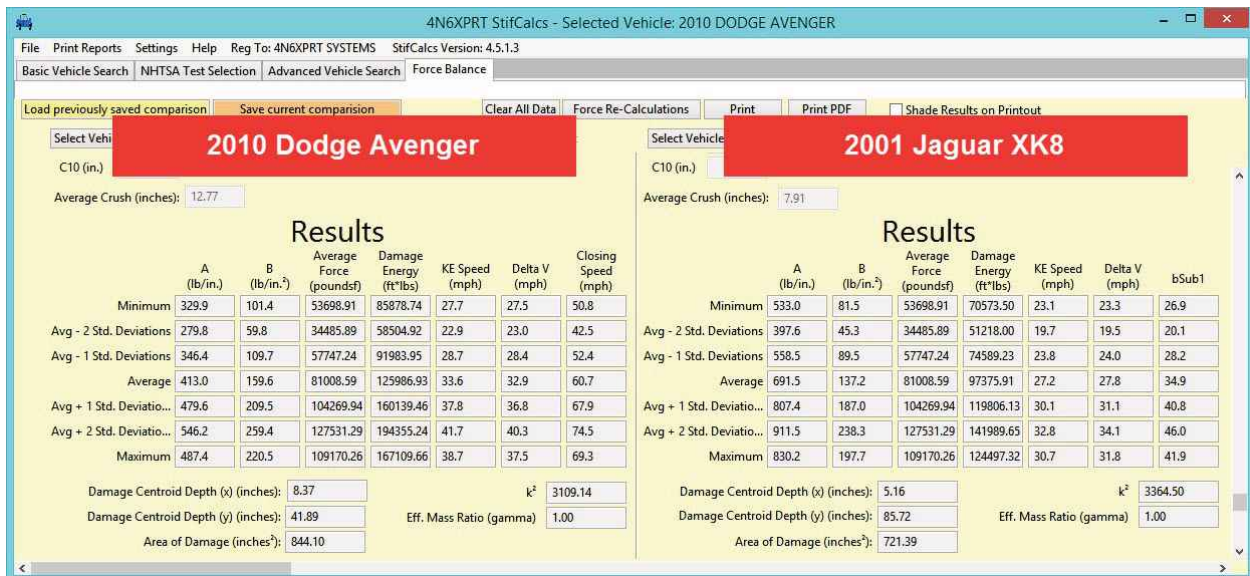 4N6XPRT StifCalcs - Selected Vehicle: 2010 DODGE AVENGER
File Print Reports Settings Help Reg To: 4N6XPRT SYSTEMS StifCalcs Version: 4.5.1.3
Basic Vehicle Search NHTSA Test Selection Advanced Vehicle Search Force Balance
Load previously saved comparison Save current comparision Clear All Data Force Re-Calculations Print Print PDF Shade Results on Printout
Select Vehi
2010 Dodge Avenger
C10 (in.)
Average Crush (inches): 12.77
Results
A (lb/in.) B (lb/in.²) Average Force (poundsf) Damage Energy (ft*lbs) KE Speed (mph) Delta V (mph) Closing Speed (mph)
Minimum 329.9 101.4 53698.91 85878.74 27.7 27.5 50.8
Avg - 2 Std. Deviations 279.8 59.8 34485.89 58504.92 22.9 23.0 42.5
Avg - 1 Std. Deviations 346.4 109.7 57747.24 91983.95 28.7 28.4 52.4
Average 413.0 159.6 81008.59 125986.93 33.6 32.9 60.7
Avg + 1 Std. Deviatio... 479.6 209.5 104269.94 160139.46 37.8 36.8 67.9
Avg + 2 Std. Deviatio... 546.2 259.4 127531.29 194355.24 41.7 40.3 74.5
Maximum 487.4 220.5 109170.26 167109.66 38.7 37.5 69.3
Damage Centroid Depth (x) (inches): 8.37 k² 3109.14
Damage Centroid Depth (y) (inches): 41.89 Eff. Mass Ratio (gamma) 1.00
Area of Damage (inches²): 844.10
Select Vehicle
2001 Jaguar XK8
C10 (in.)
Average Crush (inches): 7.91
Results
A (lb/in.) B (lb/in.²) Average Force (poundsf) Damage Energy (ft*lbs) KE Speed (mph) Delta V (mph) bSub1
Minimum 533.0 81.5 53698.91 70573.50 23.1 23.3 26.9
Avg - 2 Std. Deviations 397.6 45.3 34485.89 51218.00 19.7 19.5 20.1
Avg - 1 Std. Deviations 558.5 89.5 57747.24 74589.23 23.8 24.0 28.2
Average 691.5 137.2 81008.59 97375.91 27.2 27.8 34.9
Avg + 1 Std. Deviatio... 807.4 187.0 104269.94 119806.13 30.1 31.1 40.8
Avg + 2 Std. Deviatio... 911.5 238.3 127531.29 141989.65 32.8 34.1 46.0
Maximum 830.2 197.7 109170.26 124497.32 30.7 31.8 41.9
Damage Centroid Depth (x) (inches): 5.16 k² 3364.50
Damage Centroid Depth (y) (inches): 85.72 Eff. Mass Ratio (gamma) 1.00
Area of Damage (inches²): 721.39